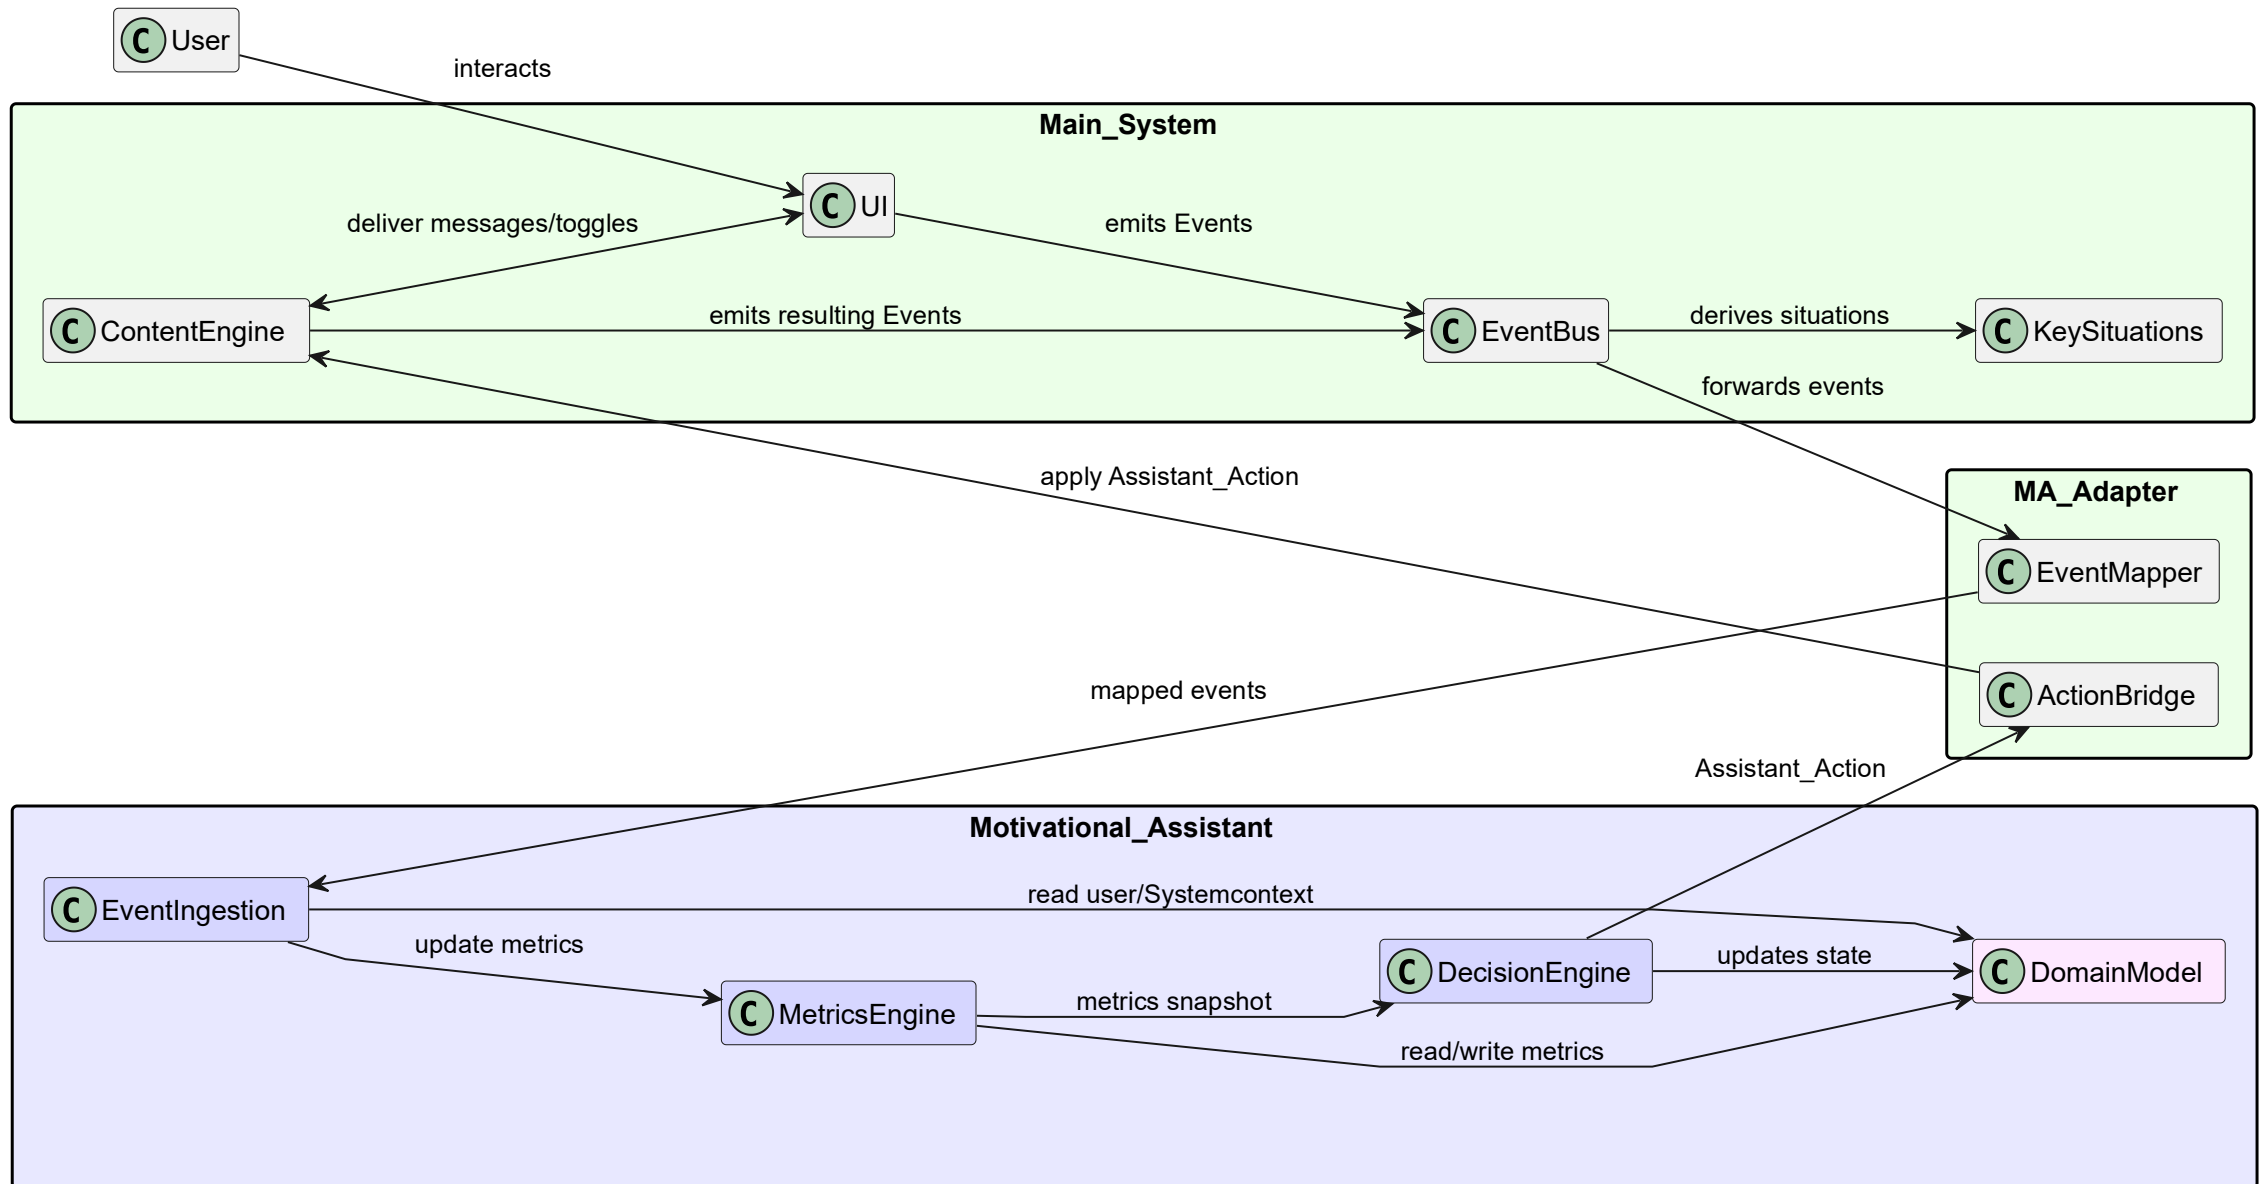 C User
interacts
Main_System
C UI
deliver messages/toggles
emits Events
C ContentEngine
emits resulting Events
C EventBus
derives situations
C KeySituations
forwards events
apply Assistant_Action
MA_Adapter
C EventMapper
mapped events
C ActionBridge
Assistant_Action
Motivational_Assistant
C EventIngestion
read user/Systemcontext
update metrics
C DecisionEngine
updates state
C DomainModel
C MetricsEngine
metrics snapshot
read/write metrics